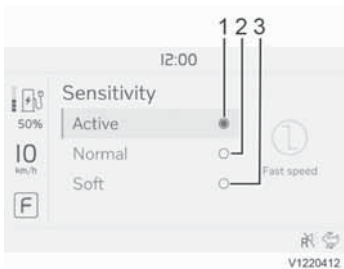 1 2 3
12:00
Sensitivity
50%
Active
10
km/h
Normal
Soft
Fast speed
F
V1220412